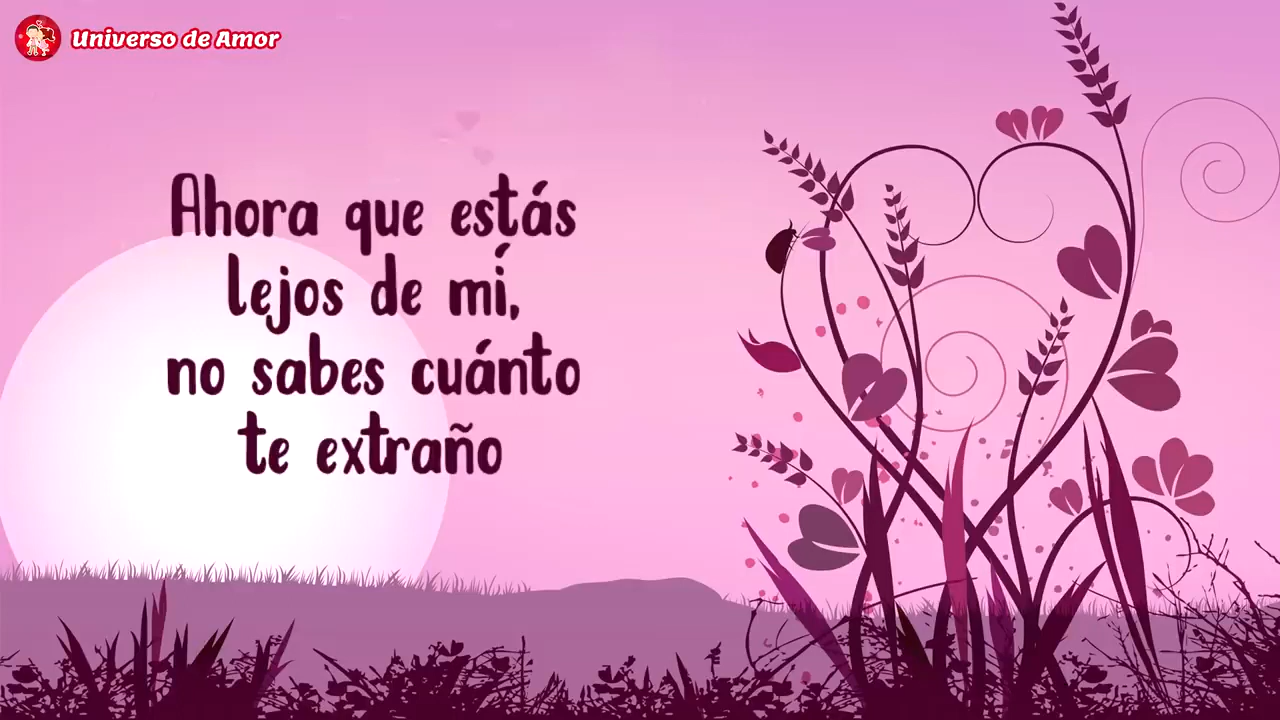 Universo de Amor
Ahora que estás
lejos de mí,
no sabes cuánto
te extraño